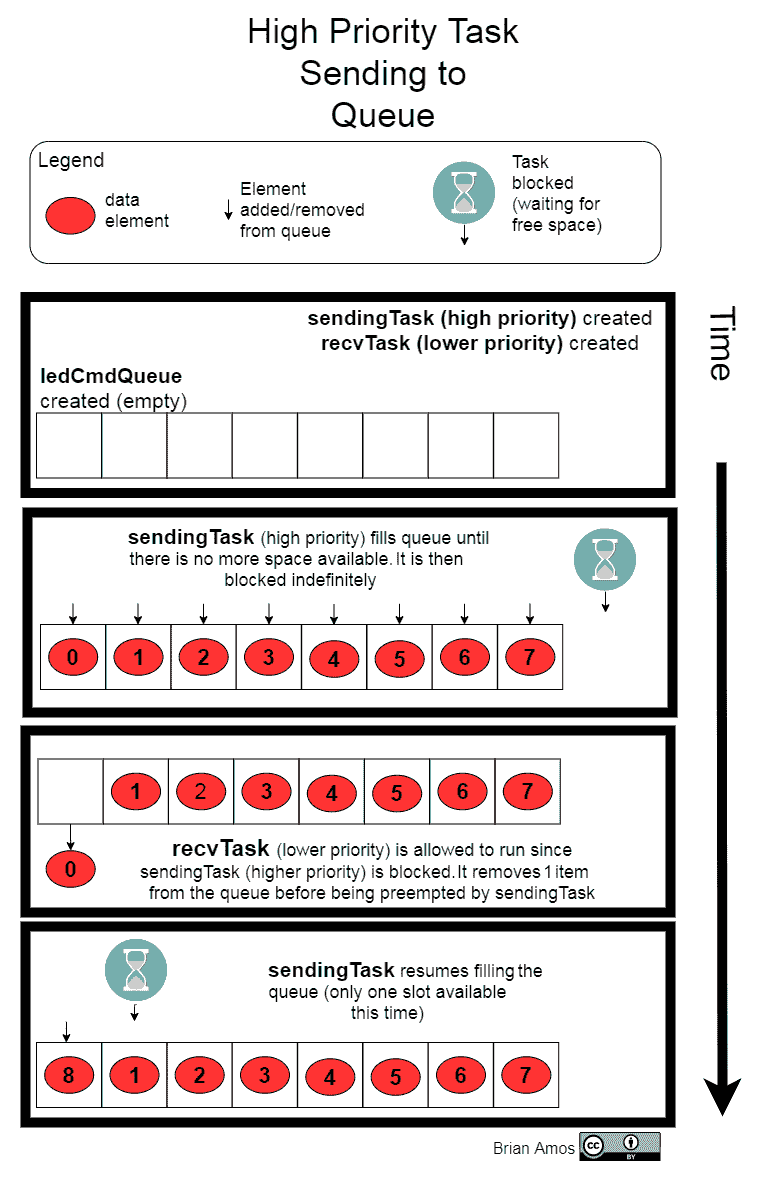 High Priority Task
Sending to
Queue
Legend
data
element
Element
added/removed
from queue
Task
blocked
(waiting for
free space)
Time
sendingTask (high priority) created
recvTask (lower priority) created
ledCmdQueue
created (empty)
sendingTask (high priority) fills queue until
there is no more space available. It is then
blocked indefinitely
0 1 2 3 4 5 6 7
1 2 3 4 5 6 7
0
recvTask (lower priority) is allowed to run since
sendingTask (higher priority) is blocked. It removes 1 item
from the queue before being preempted by sendingTask
sendingTask resumes filling the
queue (only one slot available
this time)
8 1 2 3 4 5 6 7
Brian Amos
cc
BY